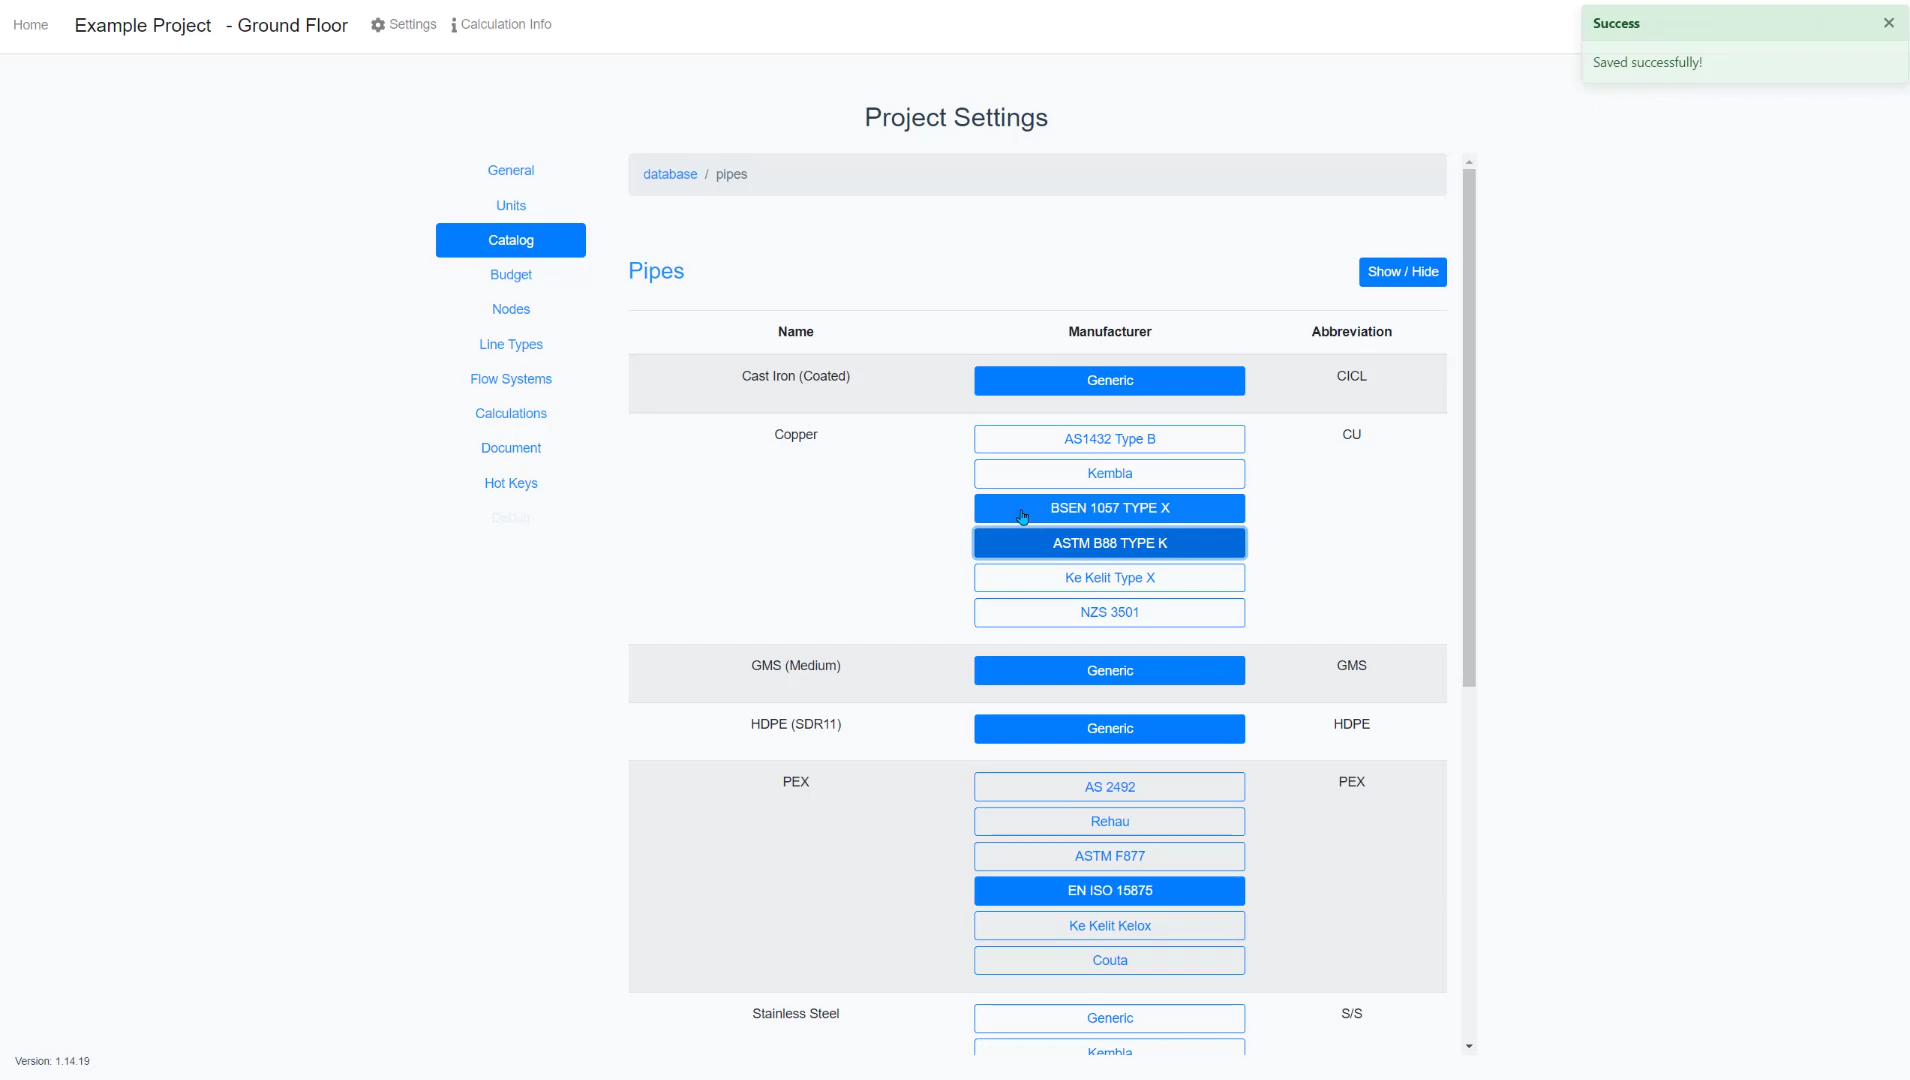 Home
Example Project - Ground Floor
Settings
Calculation Info
Success
Saved successfully!
Project Settings
General
Units
Catalog
Budget
Nodes
Line Types
Flow Systems
Calculations
Document
Hot Keys
Debug
database / pipes
Pipes
Show / Hide
Name Manufacturer Abbreviation
Cast Iron (Coated) Generic CICL
Copper AS1432 Type B CU
Kembla
BSEN 1057 TYPE X
ASTM B88 TYPE K
Ke Kelit Type X
NZS 3501
GMS (Medium) Generic GMS
HDPE (SDR11) Generic HDPE
PEX AS 2492 PEX
Rehau
ASTM F877
EN ISO 15875
Ke Kelit Kelox
Couta
Stainless Steel Generic S/S
Kembla
Version: 1.14.19